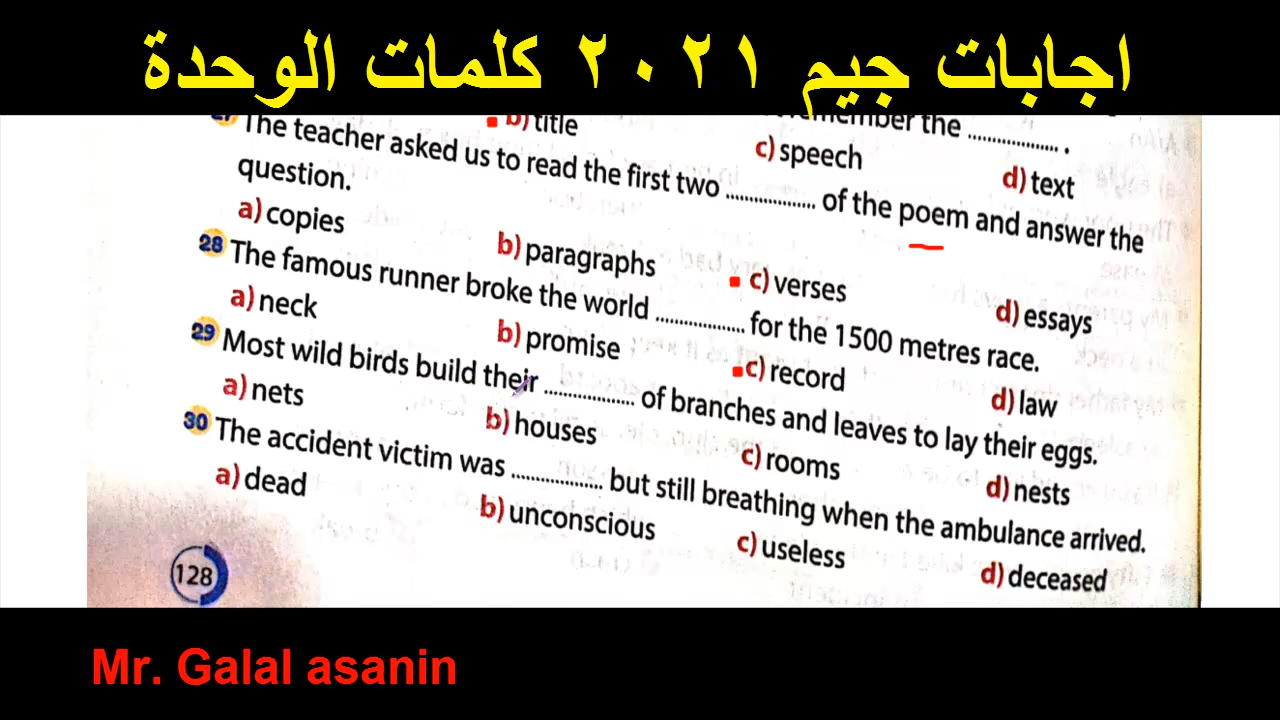 اجابات جيم ٢٠٢١ كلمات الوحدة
the .................. .
b) title
c) speech
d) text
27 The teacher asked us to read the first two .................. of the poem and answer the
question.
a) copies
b) paragraphs
c) verses
d) essays
28 The famous runner broke the world .................. for the 1500 metres race.
a) neck
b) promise
c) record
d) law
29 Most wild birds build their .................. of branches and leaves to lay their eggs.
a) nets
b) houses
c) rooms
d) nests
30 The accident victim was .................. but still breathing when the ambulance arrived.
a) dead
b) unconscious
c) useless
d) deceased
128
Mr. Galal asanin